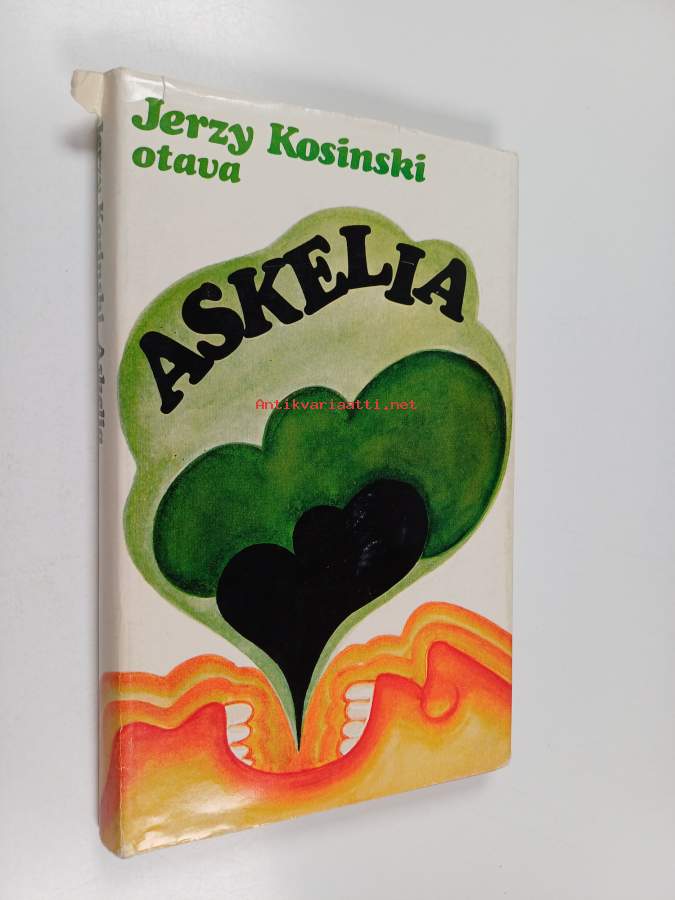 Jerzy Kosinski
otava
ASKELIA
Antikvariaatti.net
Jerzy Kosinski Askelia